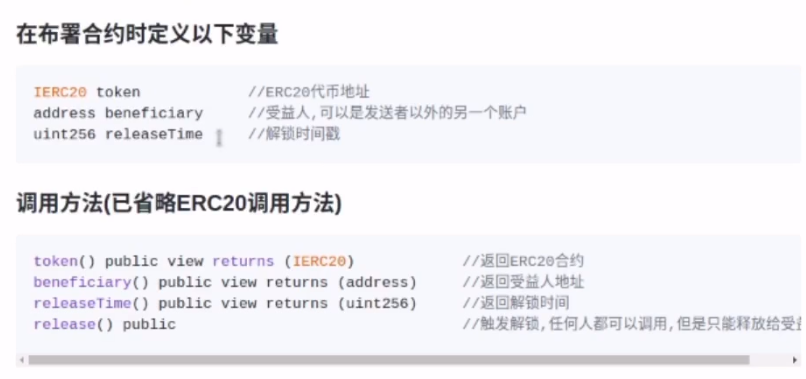 在布署合约时定义以下变量
IERC20 token //ERC20代币地址
address beneficiary //受益人,可以是发送者以外的另一个账户
uint256 releaseTime //解锁时间戳
调用方法(已省略ERC20调用方法)
token() public view returns (IERC20) //返回ERC20合约
beneficiary() public view returns (address) //返回受益人地址
releaseTime() public view returns (uint256) //返回解锁时间
release() public //触发解锁,任何人都可以调用,但是只能释放给受